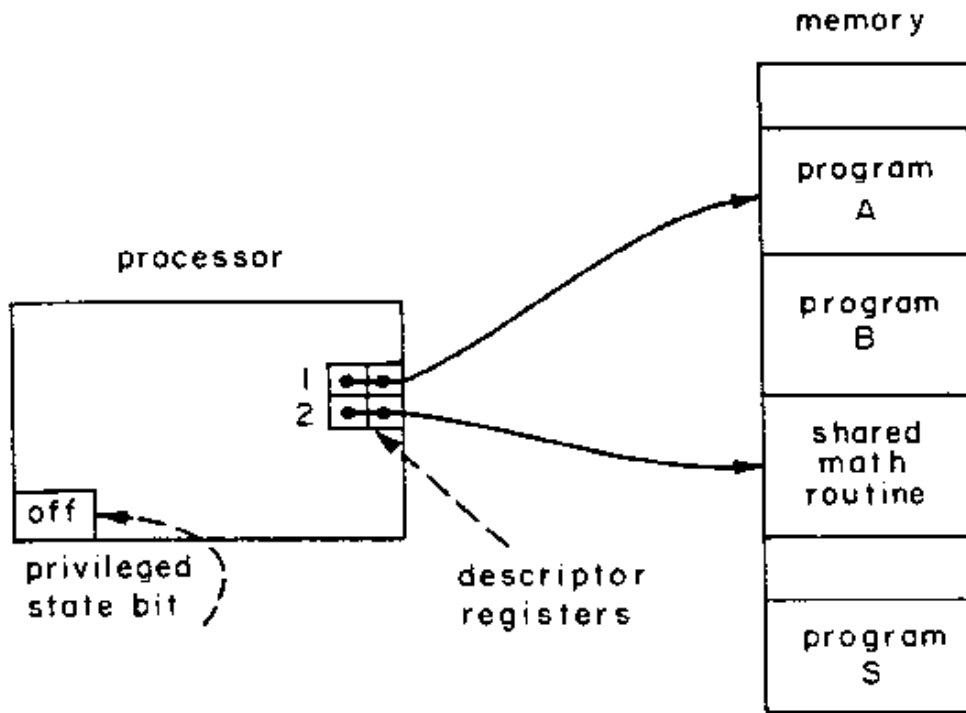 memory
program
A
processor
program
B
1
2
shared
math
routine
off
privileged
state bit
descriptor
registers
program
S